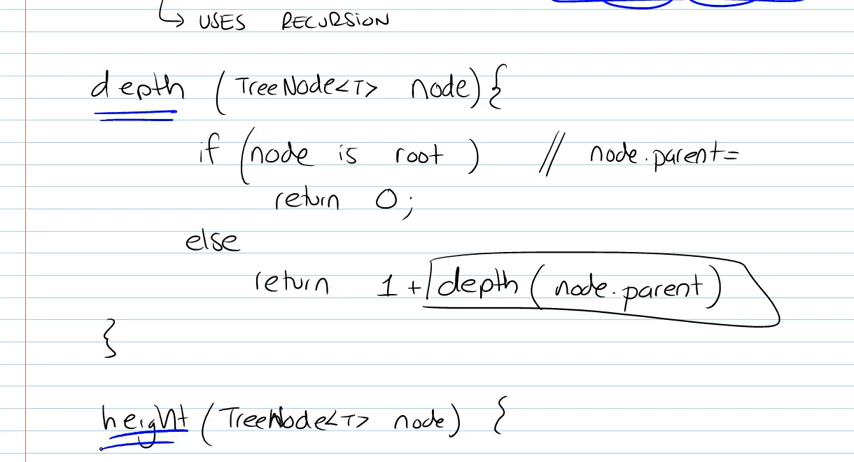 ↳ USES RECURSION
depth (TreeNode<T> node) {
if (node is root) // node.parent=
return 0;
else
return 1 + depth (node.parent)
}
height (TreeNode<T> node) {